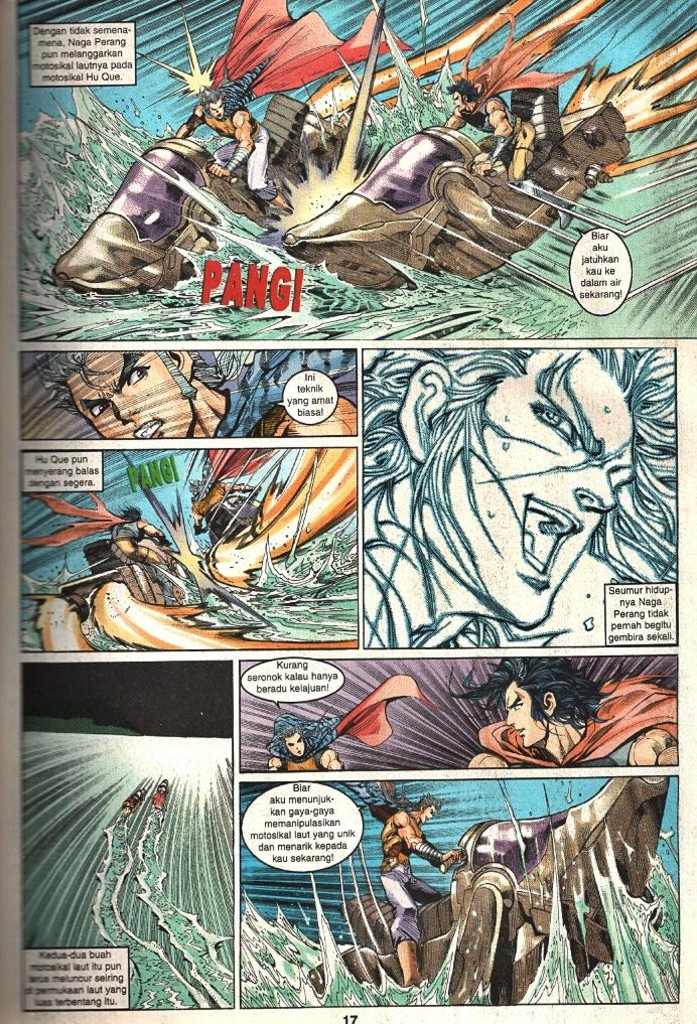 Dengan tidak semena-
mena, Naga Perang
pun melanggarkan
motosikal lautnya pada
motosikal Hu Que.
PANG!
Biar
aku
jatuhkan
kau ke
dalam air
sekarang!
Ini
teknik
yang amat
biasa!
Hu Que pun
menyerang balas
dengan segera.
PANG!
Seumur hidup-
nya Naga
Perang tidak
pernah begitu
gembira sekali.
Kedua-dua buah
motosikal laut itu pun
terus meluncur seiring
di permukaan laut yang
luas terbentang itu.
Kurang
seronok kalau hanya
beradu kelajuan!
Biar
aku menunjuk-
kan gaya-gaya
memanipulasikan
motosikal laut yang unik
dan menarik kepada
kau sekarang!
17